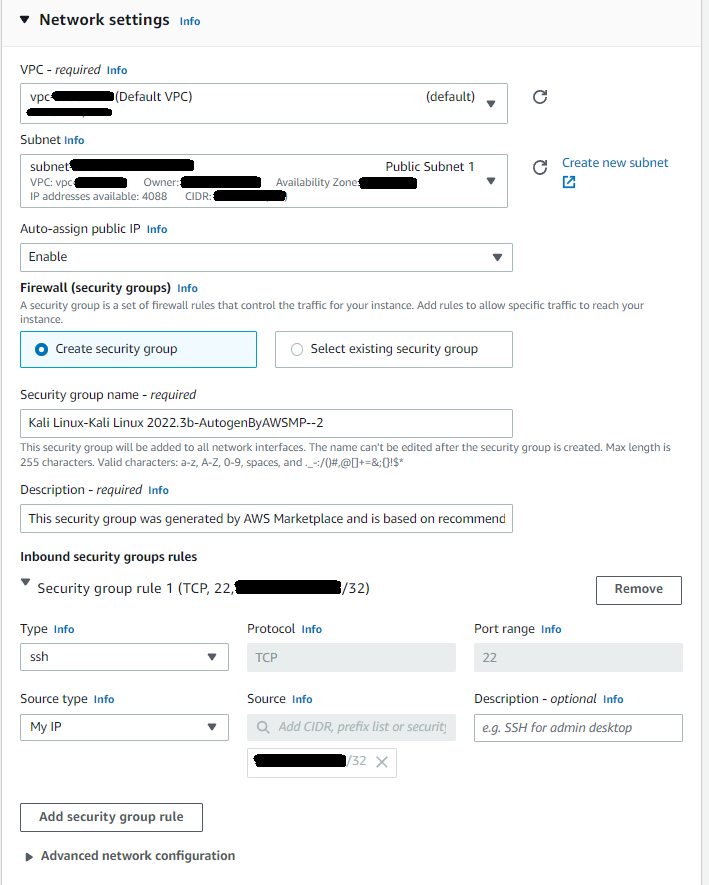 Network settings Info
VPC - required Info
vpc- (Default VPC) (default)
Subnet Info
subnet Public Subnet 1
VPC: vpc- Owner: Availability Zone:
IP addresses available: 4088 CIDR:
Create new subnet
Auto-assign public IP Info
Enable
Firewall (security groups) Info
A security group is a set of firewall rules that control the traffic for your instance. Add rules to allow specific traffic to reach your
instance.
Create security group
Select existing security group
Security group name - required
Kali Linux-Kali Linux 2022.3b-AutogenByAWSMP--2
This security group will be added to all network interfaces. The name can't be edited after the security group is created. Max length is
255 characters. Valid characters: a-z, A-Z, 0-9, spaces, and ._-:/()#,@[]+=&;{}!$*
Description - required Info
This security group was generated by AWS Marketplace and is based on recommend
Inbound security groups rules
Security group rule 1 (TCP, 22, /32)
Remove
Type Info
Protocol Info
Port range Info
ssh
TCP
22
Source type Info
Source Info
Description - optional Info
My IP
Add CIDR, prefix list or security
e.g. SSH for admin desktop
/32
Add security group rule
Advanced network configuration